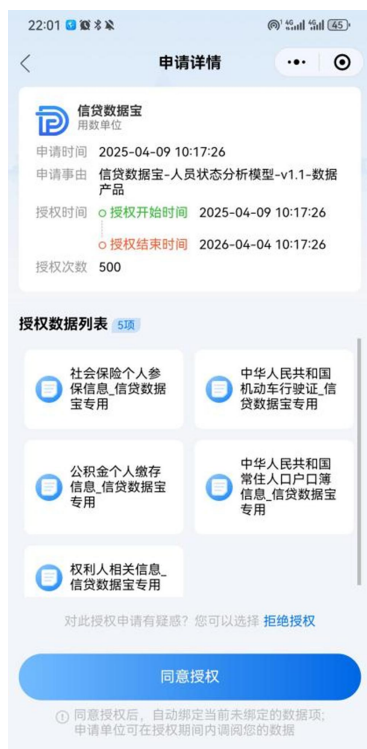 22:01
4G 4G 45
申请详情
信贷数据宝
用数单位
申请时间 2025-04-09 10:17:26
申请事由 信贷数据宝-人员状态分析模型-v1.1-数据
产品
授权时间 授权开始时间 2025-04-09 10:17:26
授权结束时间 2026-04-04 10:17:26
授权次数 500
授权数据列表 5项
社会保险个人参
保信息_信贷数据
宝专用
中华人民共和国
机动车行驶证_信
贷数据宝专用
公积金个人缴存
信息_信贷数据宝
专用
中华人民共和国
常住人口户口簿
信息_信贷数据宝
专用
权利人相关信息_
信贷数据宝专用
对此授权申请有疑惑？您可以选择 拒绝授权
同意授权
同意授权后，自动绑定当前未绑定的数据项；
申请单位可在授权期间内调阅您的数据